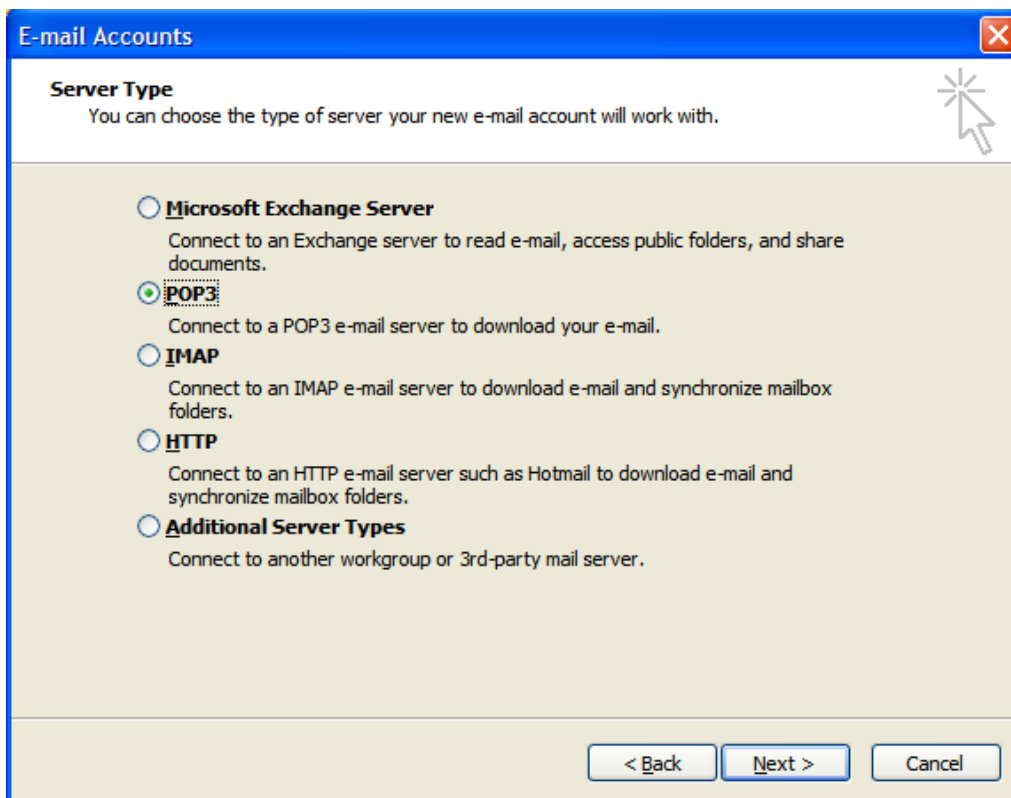 E-mail Accounts
Server Type
You can choose the type of server your new e-mail account will work with.
Microsoft Exchange Server
Connect to an Exchange server to read e-mail, access public folders, and share
documents.
POP3
Connect to a POP3 e-mail server to download your e-mail.
IMAP
Connect to an IMAP e-mail server to download e-mail and synchronize mailbox
folders.
HTTP
Connect to an HTTP e-mail server such as Hotmail to download e-mail and
synchronize mailbox folders.
Additional Server Types
Connect to another workgroup or 3rd-party mail server.
< Back Next > Cancel